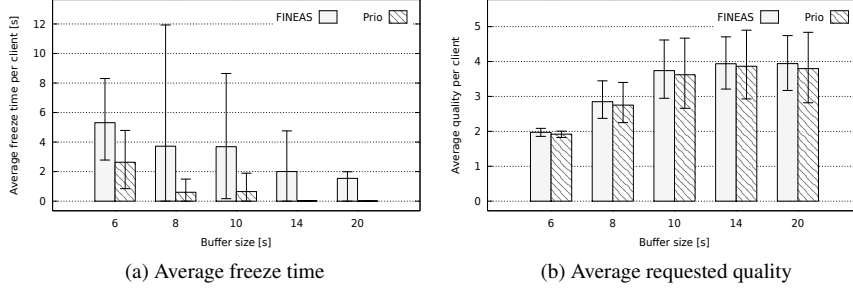 FINEAS Prio
Average freeze time per client [s]
12
10
8
6
4
2
0
6 8 10 14 20
Buffer size [s]
(a) Average freeze time
FINEAS Prio
Average quality per client
5
4
3
2
1
0
6 8 10 14 20
Buffer size [s]
(b) Average requested quality